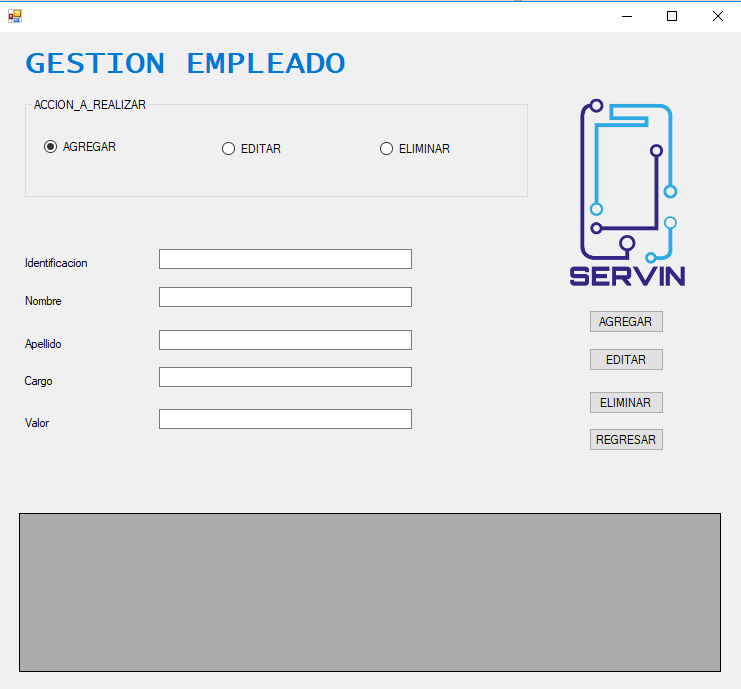 GESTION EMPLEADO
ACCION_A_REALIZAR
AGREGAR
EDITAR
ELIMINAR
SERVIN
Identificacion
Nombre
Apellido
Cargo
Valor
AGREGAR
EDITAR
ELIMINAR
REGRESAR